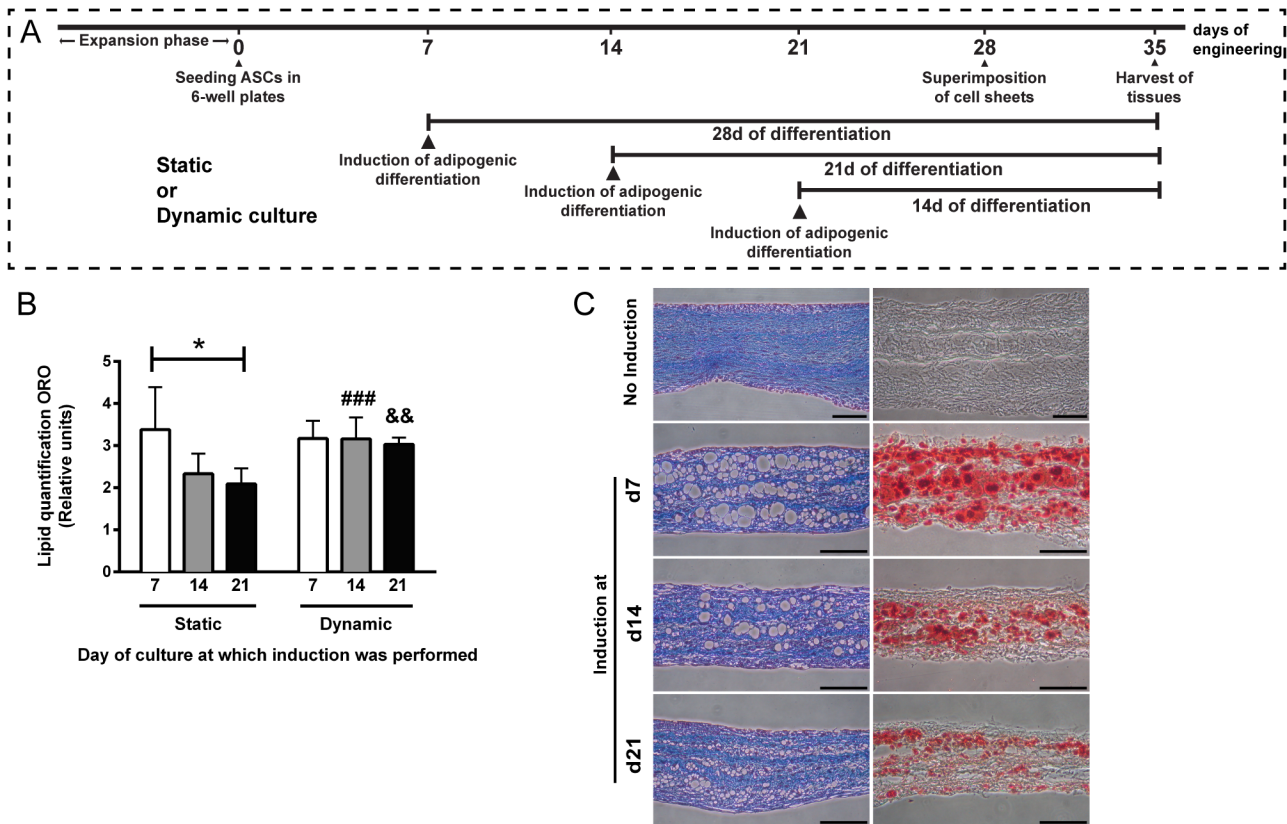 A
← Expansion phase →
0
7
14
21
28
35
days of
engineering
Seeding ASCs in
6-well plates
Superimposition
of cell sheets
Harvest of
tissues
28d of differentiation
Induction of adipogenic
differentiation
21d of differentiation
Induction of adipogenic
differentiation
14d of differentiation
Induction of adipogenic
differentiation
Static
or
Dynamic culture
B
Lipid quantification ORO
(Relative units)
5
4
3
2
1
0
*
###
&&
7 14 21 7 14 21
Static Dynamic
Day of culture at which induction was performed
C
No Induction
Induction at
d7
d14
d21